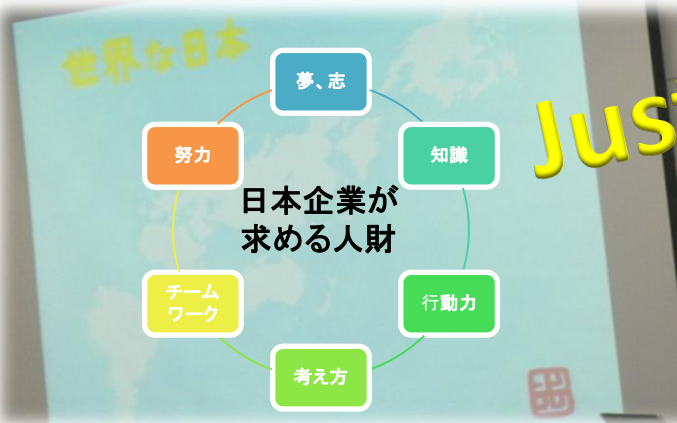 世界な日本
Jus
夢、志
努力
知識
日本企業が
求める人財
チーム
ワーク
行動力
考え方